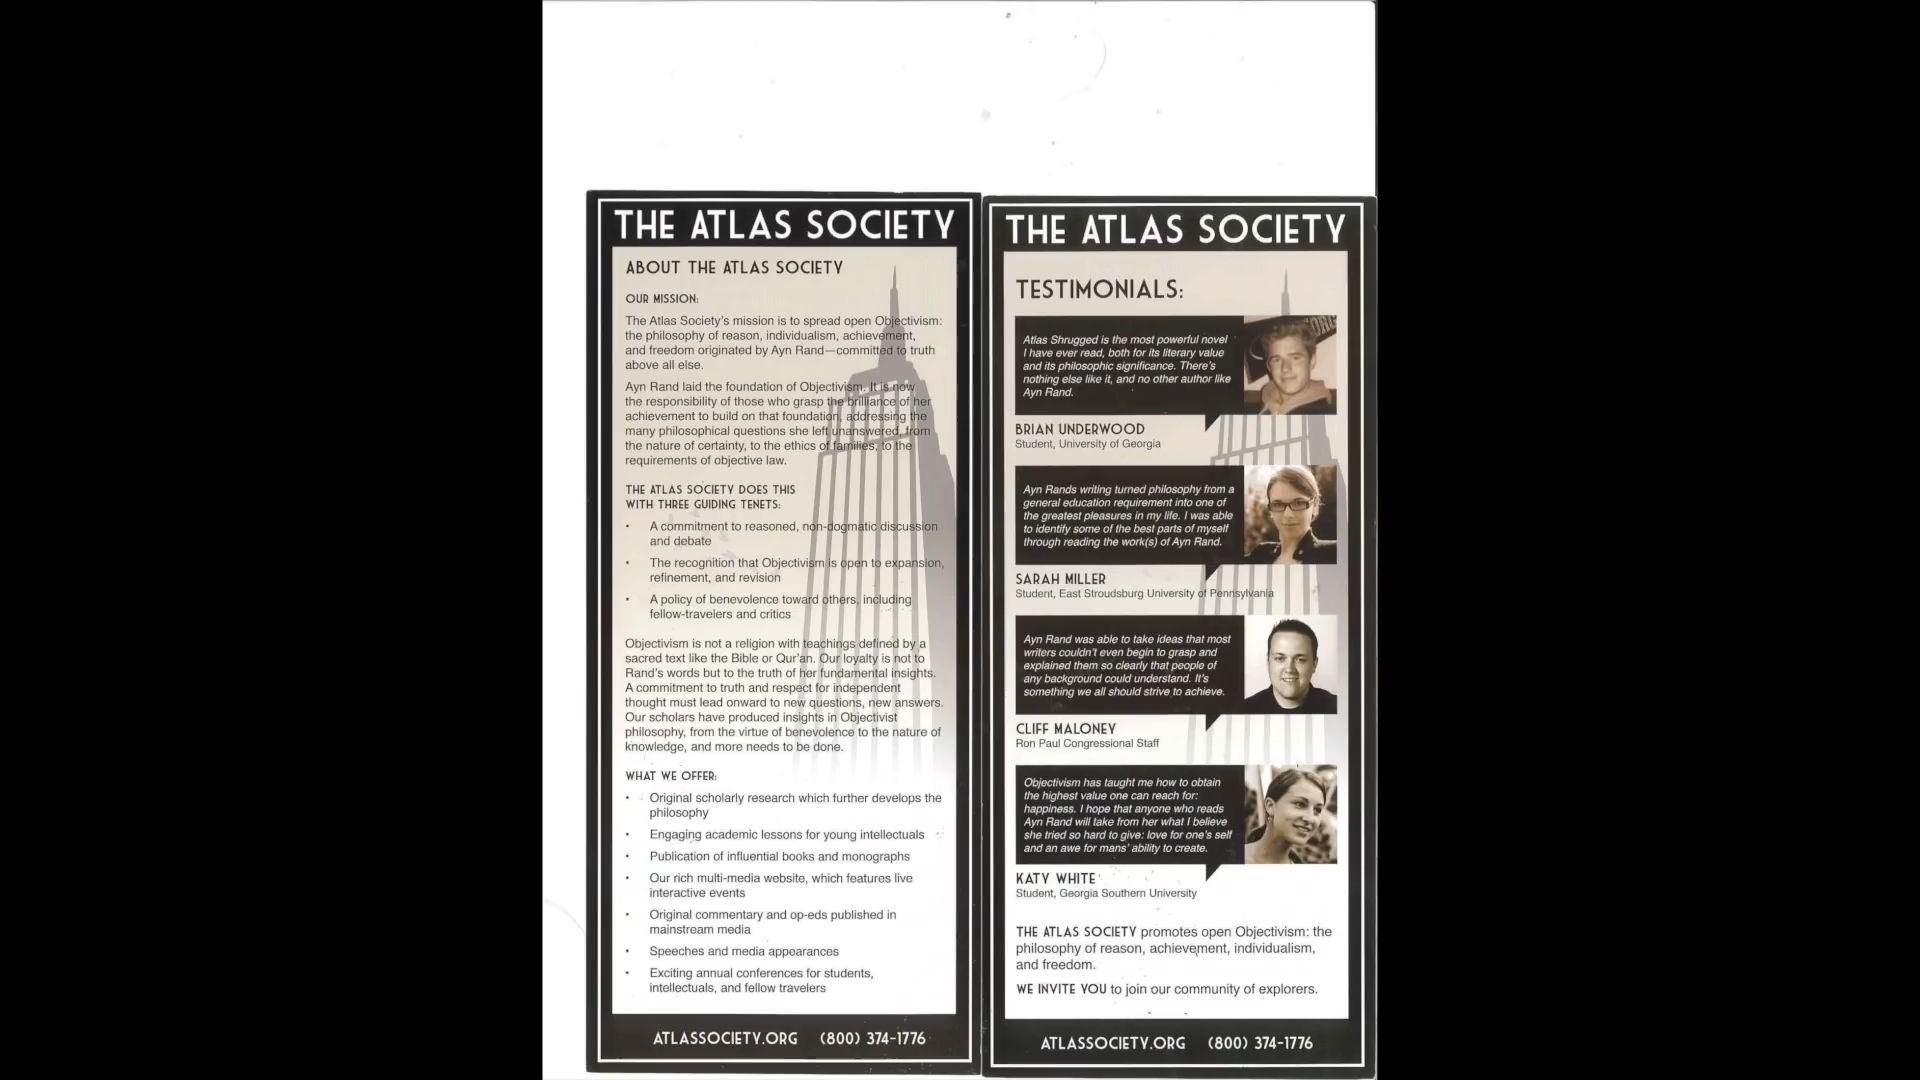 THE ATLAS SOCIETY
ABOUT THE ATLAS SOCIETY
OUR MISSION:
The Atlas Society's mission is to spread open Objectivism:
the philosophy of reason, individualism, achievement,
and freedom originated by Ayn Rand—committed to truth
above all else.
Ayn Rand laid the foundation of Objectivism. It is now
the responsibility of those who grasp the brilliance of her
achievement to build on that foundation, addressing the
many philosophical questions she left unanswered, from
the nature of certainty, to the ethics of families, to the
requirements of objective law.
THE ATLAS SOCIETY DOES THIS
WITH THREE GUIDING TENETS:
• A commitment to reasoned, non-dogmatic discussion
and debate
• The recognition that Objectivism is open to expansion,
refinement, and revision
• A policy of benevolence toward others, including
fellow-travelers and critics
Objectivism is not a religion with teachings defined by a
sacred text like the Bible or Qur'an. Our loyalty is not to
Rand's words but to the truth of her fundamental insights.
A commitment to truth and respect for independent
thought must lead onward to new questions, new answers.
Our scholars have produced insights in Objectivist
philosophy, from the virtue of benevolence to the nature of
knowledge, and more needs to be done.
WHAT WE OFFER:
• Original scholarly research which further develops the
philosophy
• Engaging academic lessons for young intellectuals
• Publication of influential books and monographs
• Our rich multi-media website, which features live
interactive events
• Original commentary and op-eds published in
mainstream media
• Speeches and media appearances
• Exciting annual conferences for students,
intellectuals, and fellow travelers
ATLASSOCIETY.ORG (800) 374-1776
THE ATLAS SOCIETY
TESTIMONIALS:
Atlas Shrugged is the most powerful novel
I have ever read, both for its literary value
and its philosophic significance. There's
nothing else like it, and no other author like
Ayn Rand.
BRIAN UNDERWOOD
Student, University of Georgia
Ayn Rands writing turned philosophy from a
general education requirement into one of
the greatest pleasures in my life. I was able
to identify some of the best parts of myself
through reading the work(s) of Ayn Rand.
SARAH MILLER
Student, East Stroudsburg University of Pennsylvania
Ayn Rand was able to take ideas that most
writers couldn't even begin to grasp and
explained them so clearly that people of
any background could understand. It's
something we all should strive to achieve.
CLIFF MALONEY
Ron Paul Congressional Staff
Objectivism has taught me how to obtain
the highest value one can reach for:
happiness. I hope that anyone who reads
Ayn Rand will take from her what I believe
she tried so hard to give: love for one's self
and an awe for mans' ability to create.
KATY WHITE
Student, Georgia Southern University
THE ATLAS SOCIETY promotes open Objectivism: the
philosophy of reason, achievement, individualism,
and freedom.
WE INVITE YOU to join our community of explorers.
ATLASSOCIETY.ORG (800) 374-1776